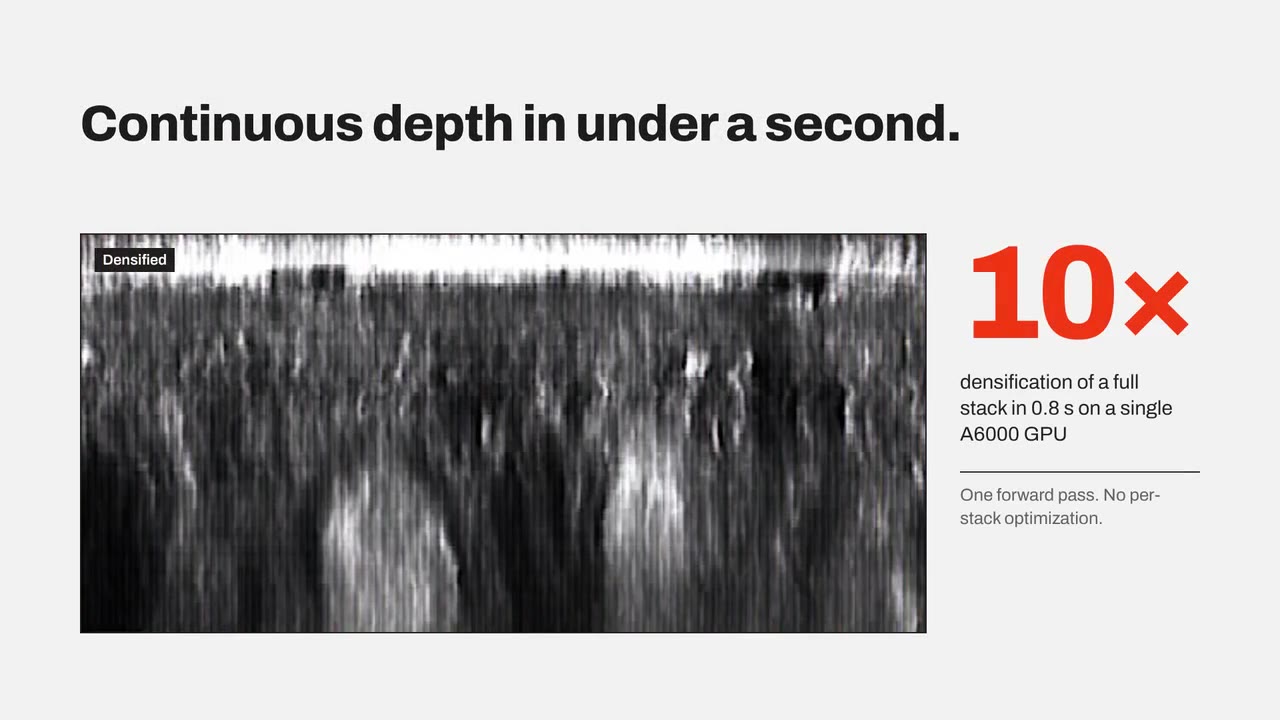 Continuous depth in under a second.
Densified
10×
densification of a full
stack in 0.8 s on a single
A6000 GPU
One forward pass. No per-
stack optimization.